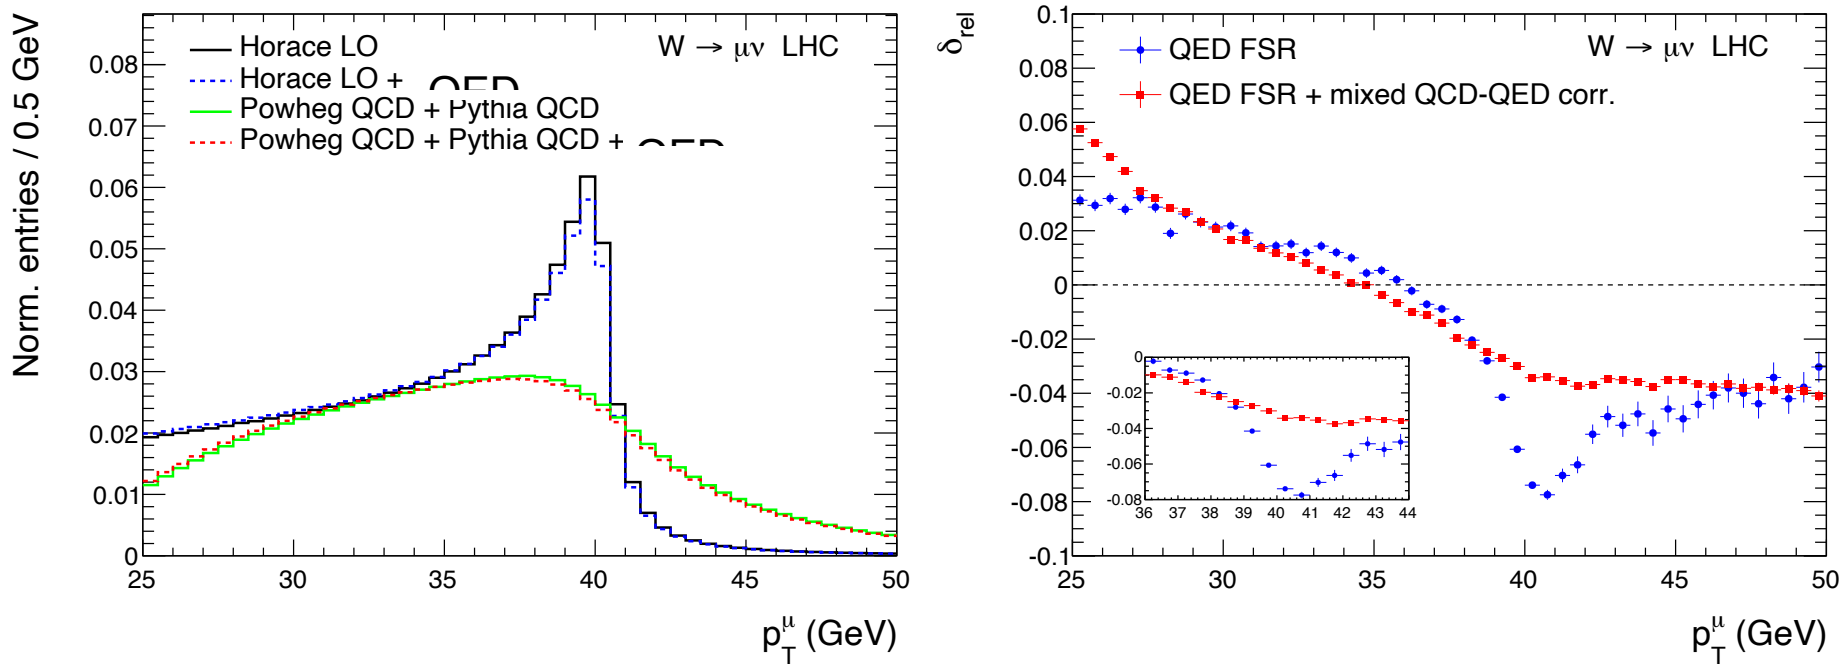 Norm. entries / 0.5 GeV
Horace LO
Horace LO + QED
Powheg QCD + Pythia QCD
Powheg QCD + Pythia QCD + QED
W → μν LHC
0.08
0.07
0.06
0.05
0.04
0.03
0.02
0.01
0
25 30 35 40 45 50
p_T^μ (GeV)
δ_rel
QED FSR
QED FSR + mixed QCD-QED corr.
W → μν LHC
0.1
0.08
0.06
0.04
0.02
0
-0.02
-0.04
-0.06
-0.08
-0.1
0
-0.02
-0.04
-0.06
-0.08
36 37 38 39 40 41 42 43 44
25 30 35 40 45 50
p_T^μ (GeV)